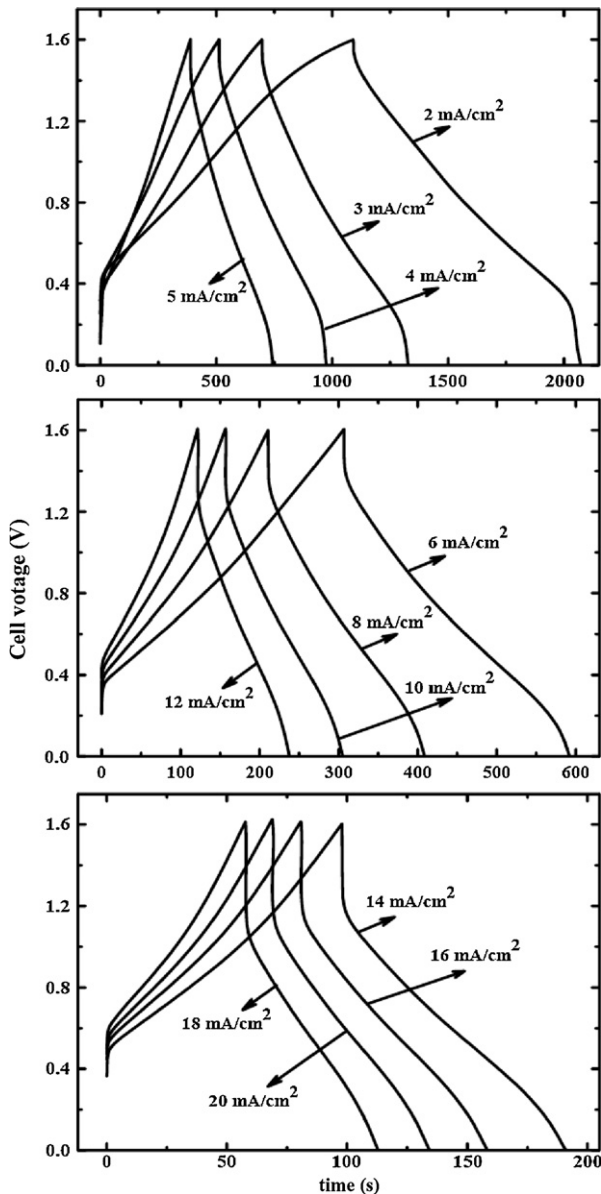 1.6
1.2
0.8
0.4
0.0
2 mA/cm²
3 mA/cm²
4 mA/cm²
5 mA/cm²
0 500 1000 1500 2000
Cell votage (V)
1.6
1.2
0.8
0.4
0.0
6 mA/cm²
8 mA/cm²
10 mA/cm²
12 mA/cm²
0 100 200 300 400 500 600
1.6
1.2
0.8
0.4
0.0
14 mA/cm²
16 mA/cm²
18 mA/cm²
20 mA/cm²
0 50 100 150 200
time (s)